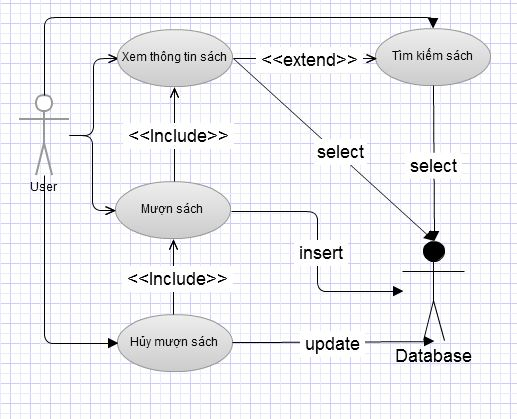 Xem thông tin sách
<<extend>>
Tìm kiếm sách
<<Include>>
select
select
User
Mượn sách
insert
<<Include>>
Hủy mượn sách
update
Database